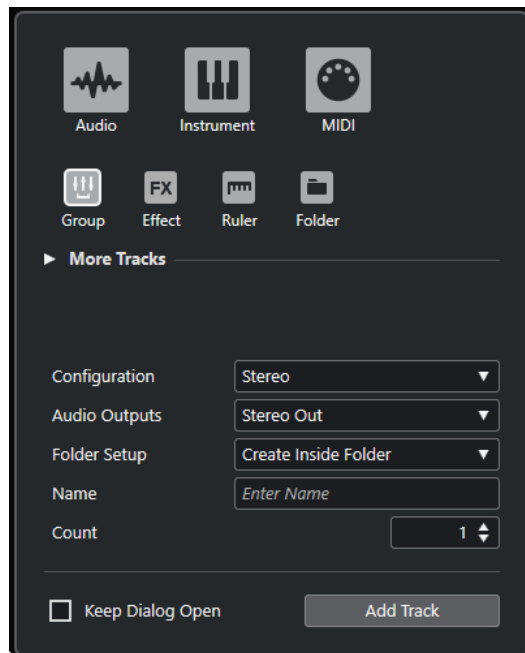 Audio Instrument MIDI
FX
Group Effect Ruler Folder
More Tracks
Configuration Stereo
Audio Outputs Stereo Out
Folder Setup Create Inside Folder
Name Enter Name
Count 1
Keep Dialog Open Add Track